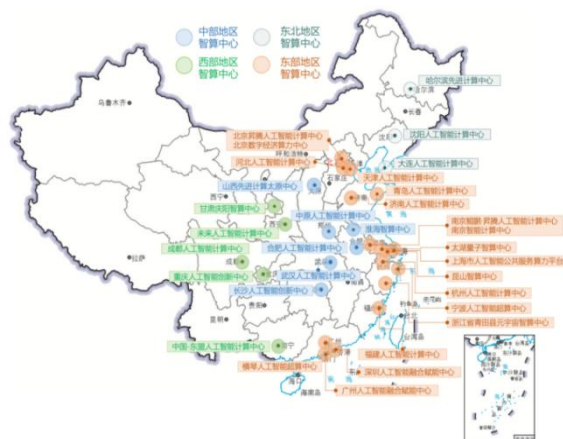 中部地区
智算中心
东北地区
智算中心
西部地区
智算中心
东部地区
智算中心
哈尔滨先进计算中心
哈尔滨
乌鲁木齐
长春
沈阳人工智能计算中心
北京昇腾人工智能计算中心
北京数字经济算力中心
呼和浩特
河北人工智能计算中心
大连人工智能计算中心
天津人工智能计算中心
石家庄
山西先进计算太原中心
青岛人工智能计算中心
西宁
济南人工智能计算中心
甘肃庆阳智算中心
中原人工智能计算中心
南京鲲鹏·昇腾人工智能计算中心
南京智能计算中心
未来人工智能计算中心
淮海智算中心
成都人工智能计算中心
合肥人工智能计算中心
太湖量子智算中心
拉萨
上海市人工智能公共服务算力平台
重庆人工智能创新中心
武汉人工智能计算中心
昆山智算中心
长沙人工智能创新中心
杭州人工智能计算中心
宁波人工智能超算中心
贵阳
钓鱼岛
赤尾屿
昆明
台北
浙江省青田县元宇宙智算中心
台湾岛
中国-东盟人工智能计算中心
福建人工智能计算中心
横琴人工智能超算中心
深圳人工智能融合赋能中心
海口
海南岛
广州人工智能融合赋能中心